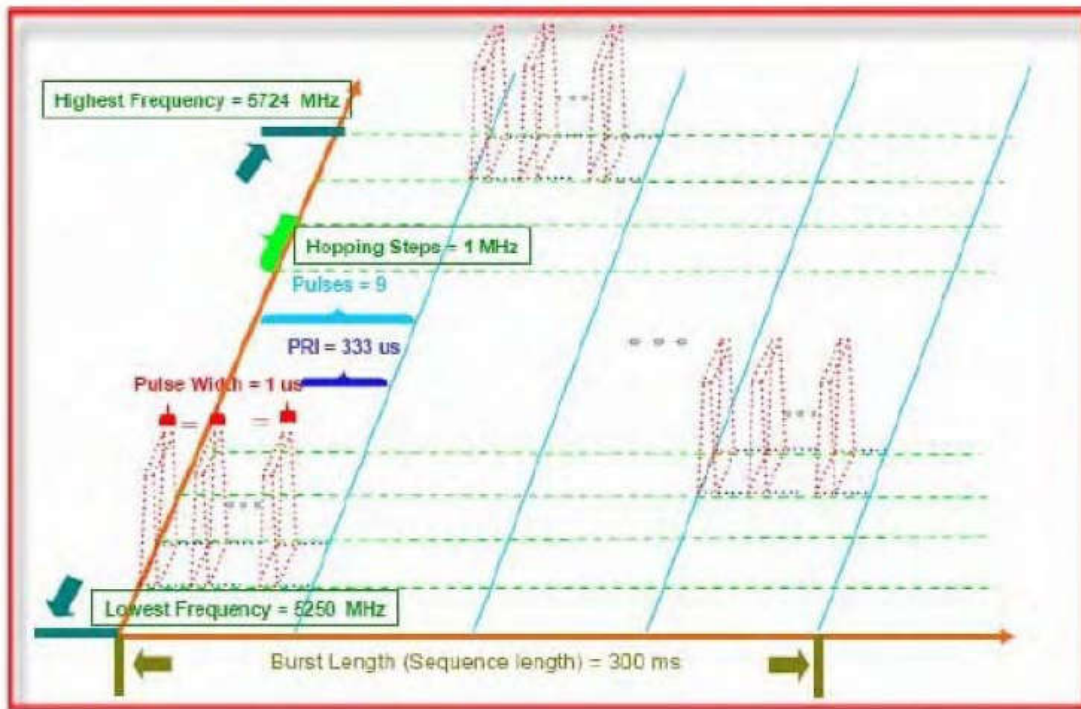 Highest Frequency = 5724 MHz
Hopping Steps = 1 MHz
Pulses = 9
PRI = 333 us
Pulse Width = 1 us
Lowest Frequency = 5250 MHz
Burst Length (Sequence length) = 300 ms